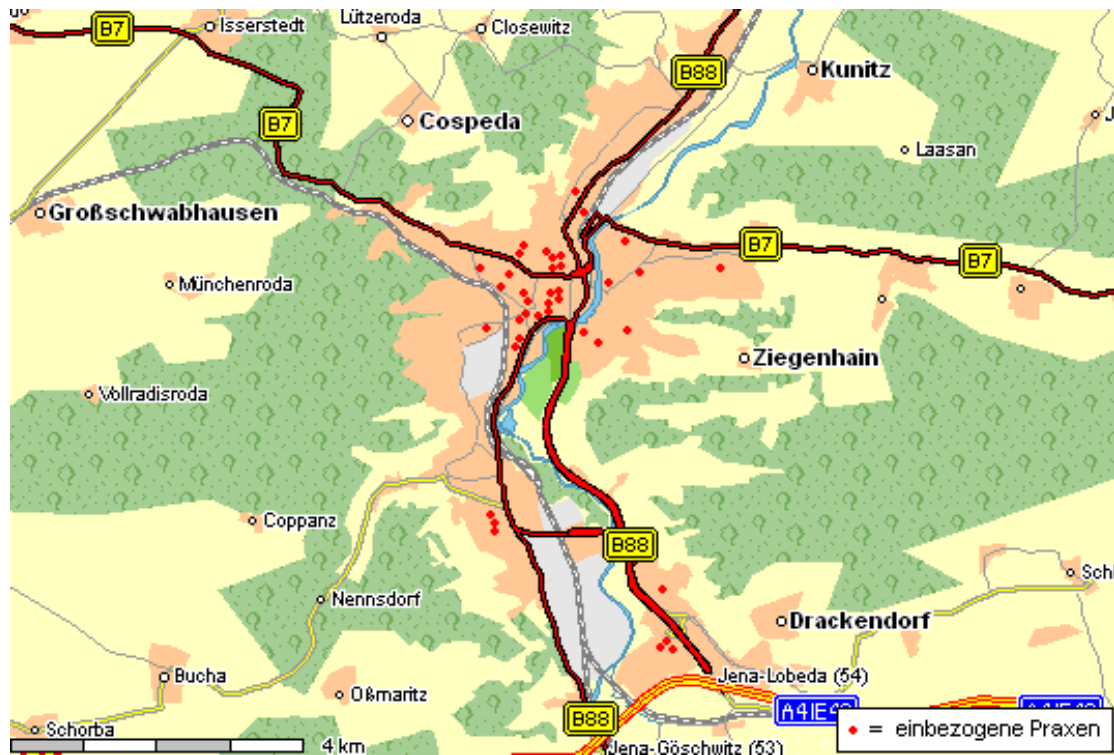 Isserstedt
Lützeroda
Closewitz
B7
B88
Kunitz
B7
Cospeda
Laasan
Großschwabhausen
B7
B7
Münchenroda
Ziegenhain
Vollradisroda
Coppanz
B88
Nennsdorf
Drackendorf
Bucha
Oßmaritz
Jena-Lobeda (54)
B88
Schorba
4 km
Jena-Göschwitz (53)
= einbezogene Praxen